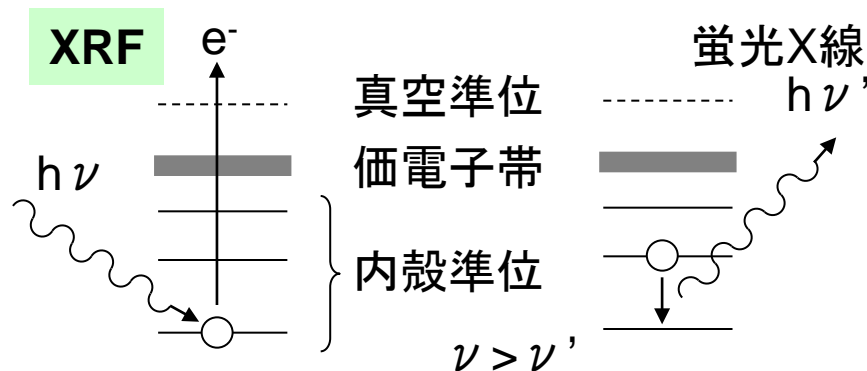 XRF
e-
hν
真空準位
価電子帯
内殻準位
蛍光X線
hν’
ν > ν’